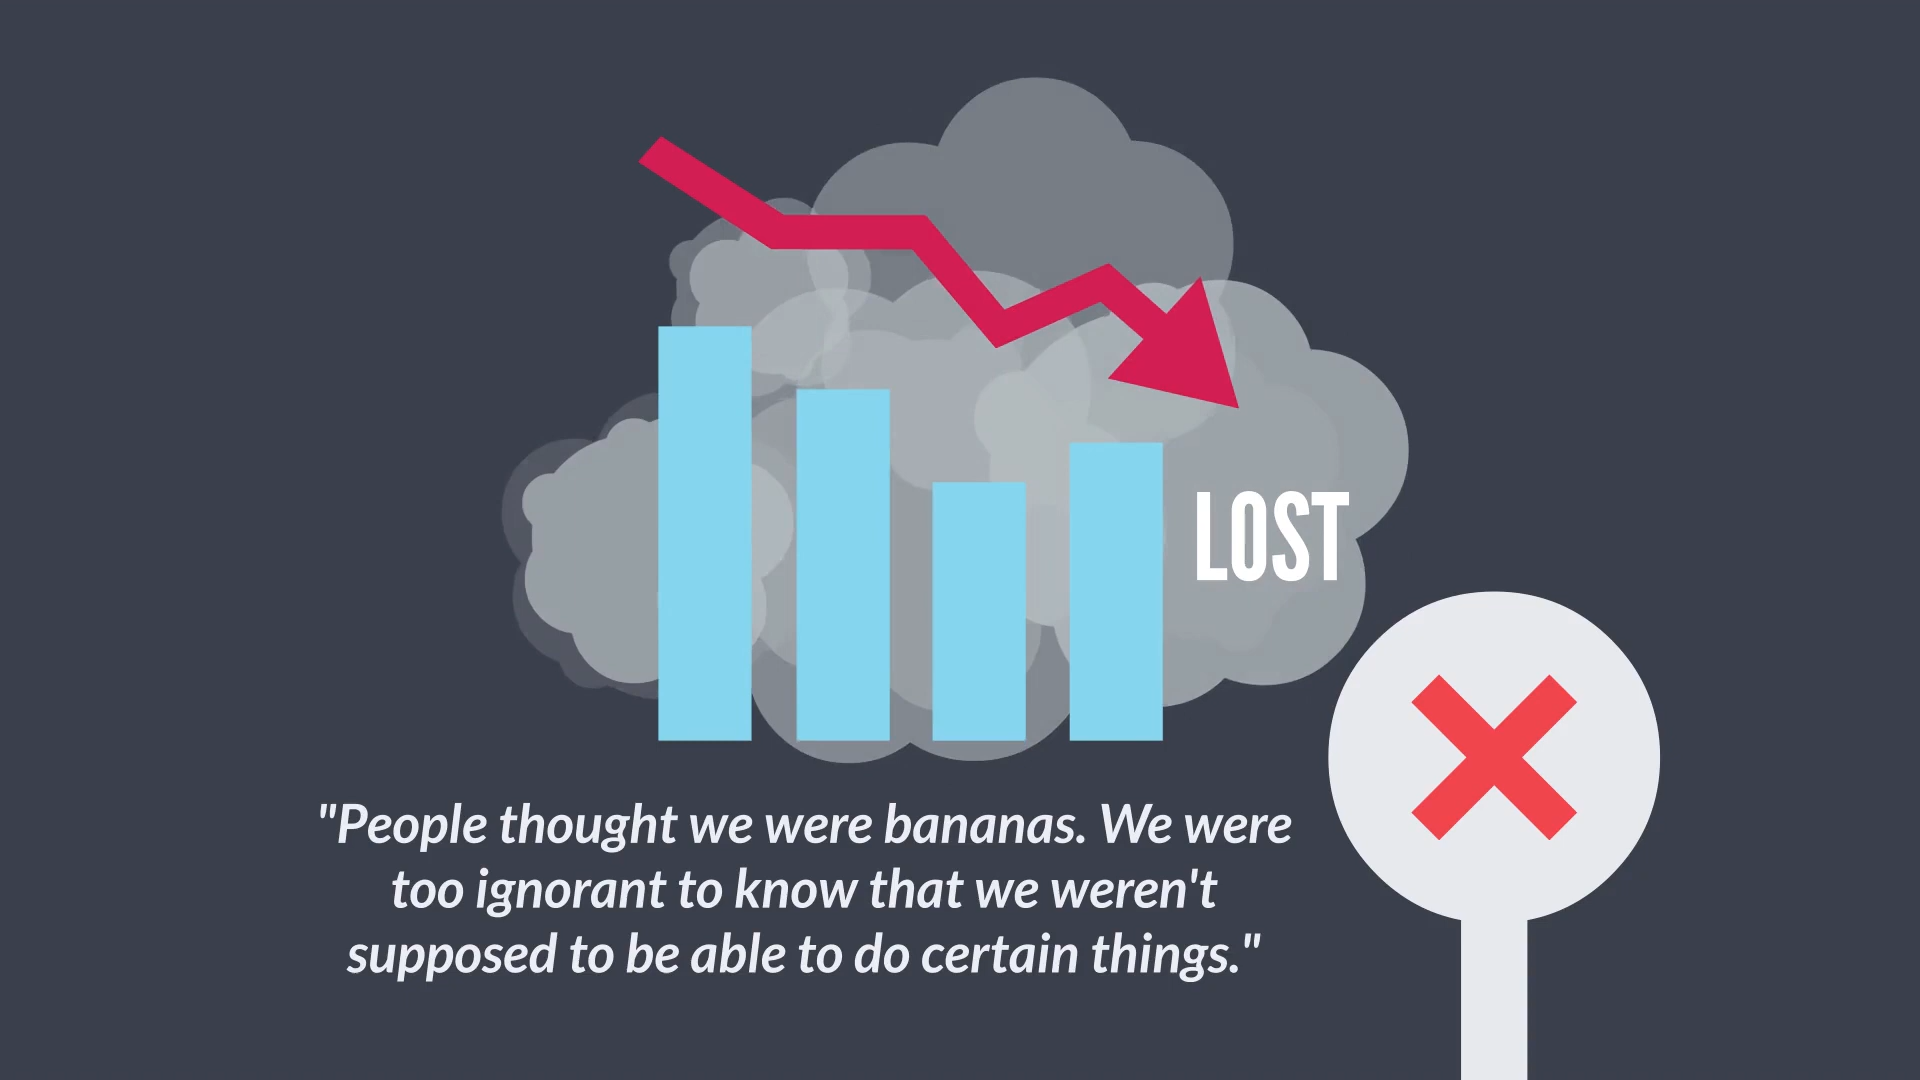 LOST
"People thought we were bananas. We were
too ignorant to know that we weren't
supposed to be able to do certain things."